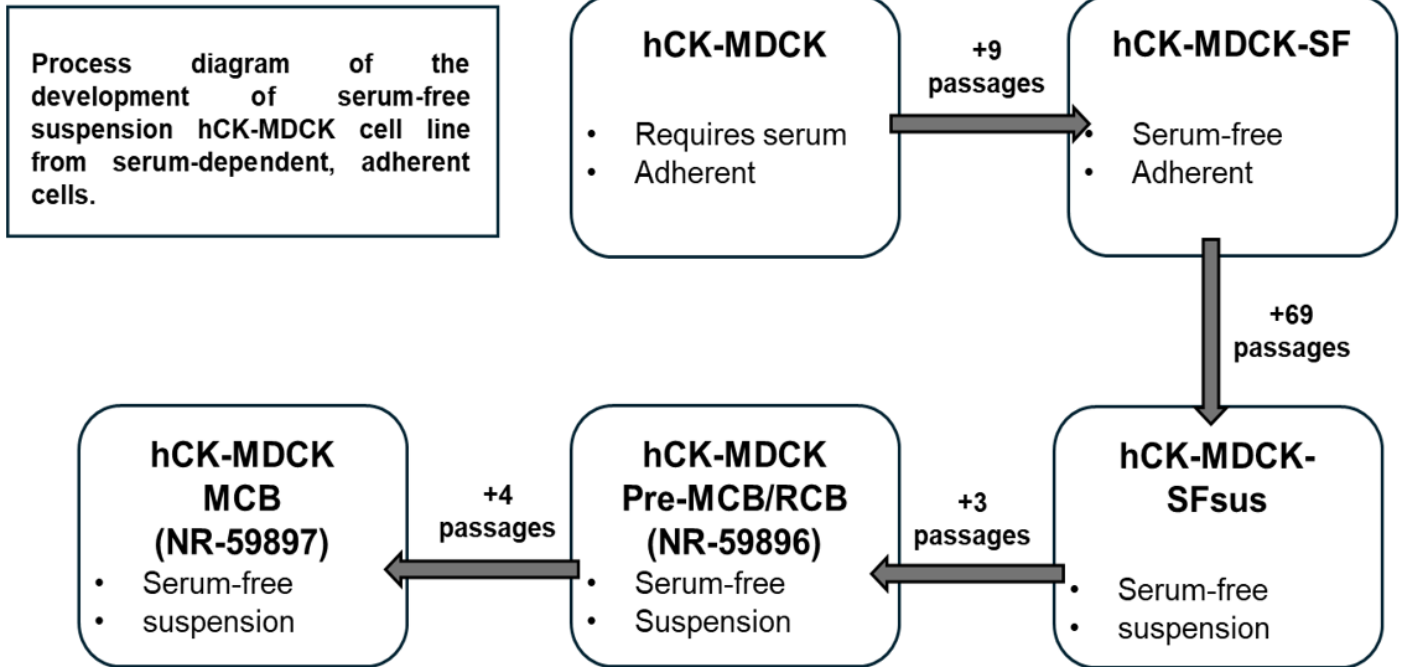 Process diagram of the
development of serum-free
suspension hCK-MDCK cell line
from serum-dependent, adherent
cells.
hCK-MDCK
• Requires serum
• Adherent
+9
passages
hCK-MDCK-SF
• Serum-free
• Adherent
+69
passages
hCK-MDCK-
SFsus
• Serum-free
• suspension
+3
passages
hCK-MDCK
Pre-MCB/RCB
(NR-59896)
• Serum-free
• Suspension
+4
passages
hCK-MDCK
MCB
(NR-59897)
• Serum-free
• suspension